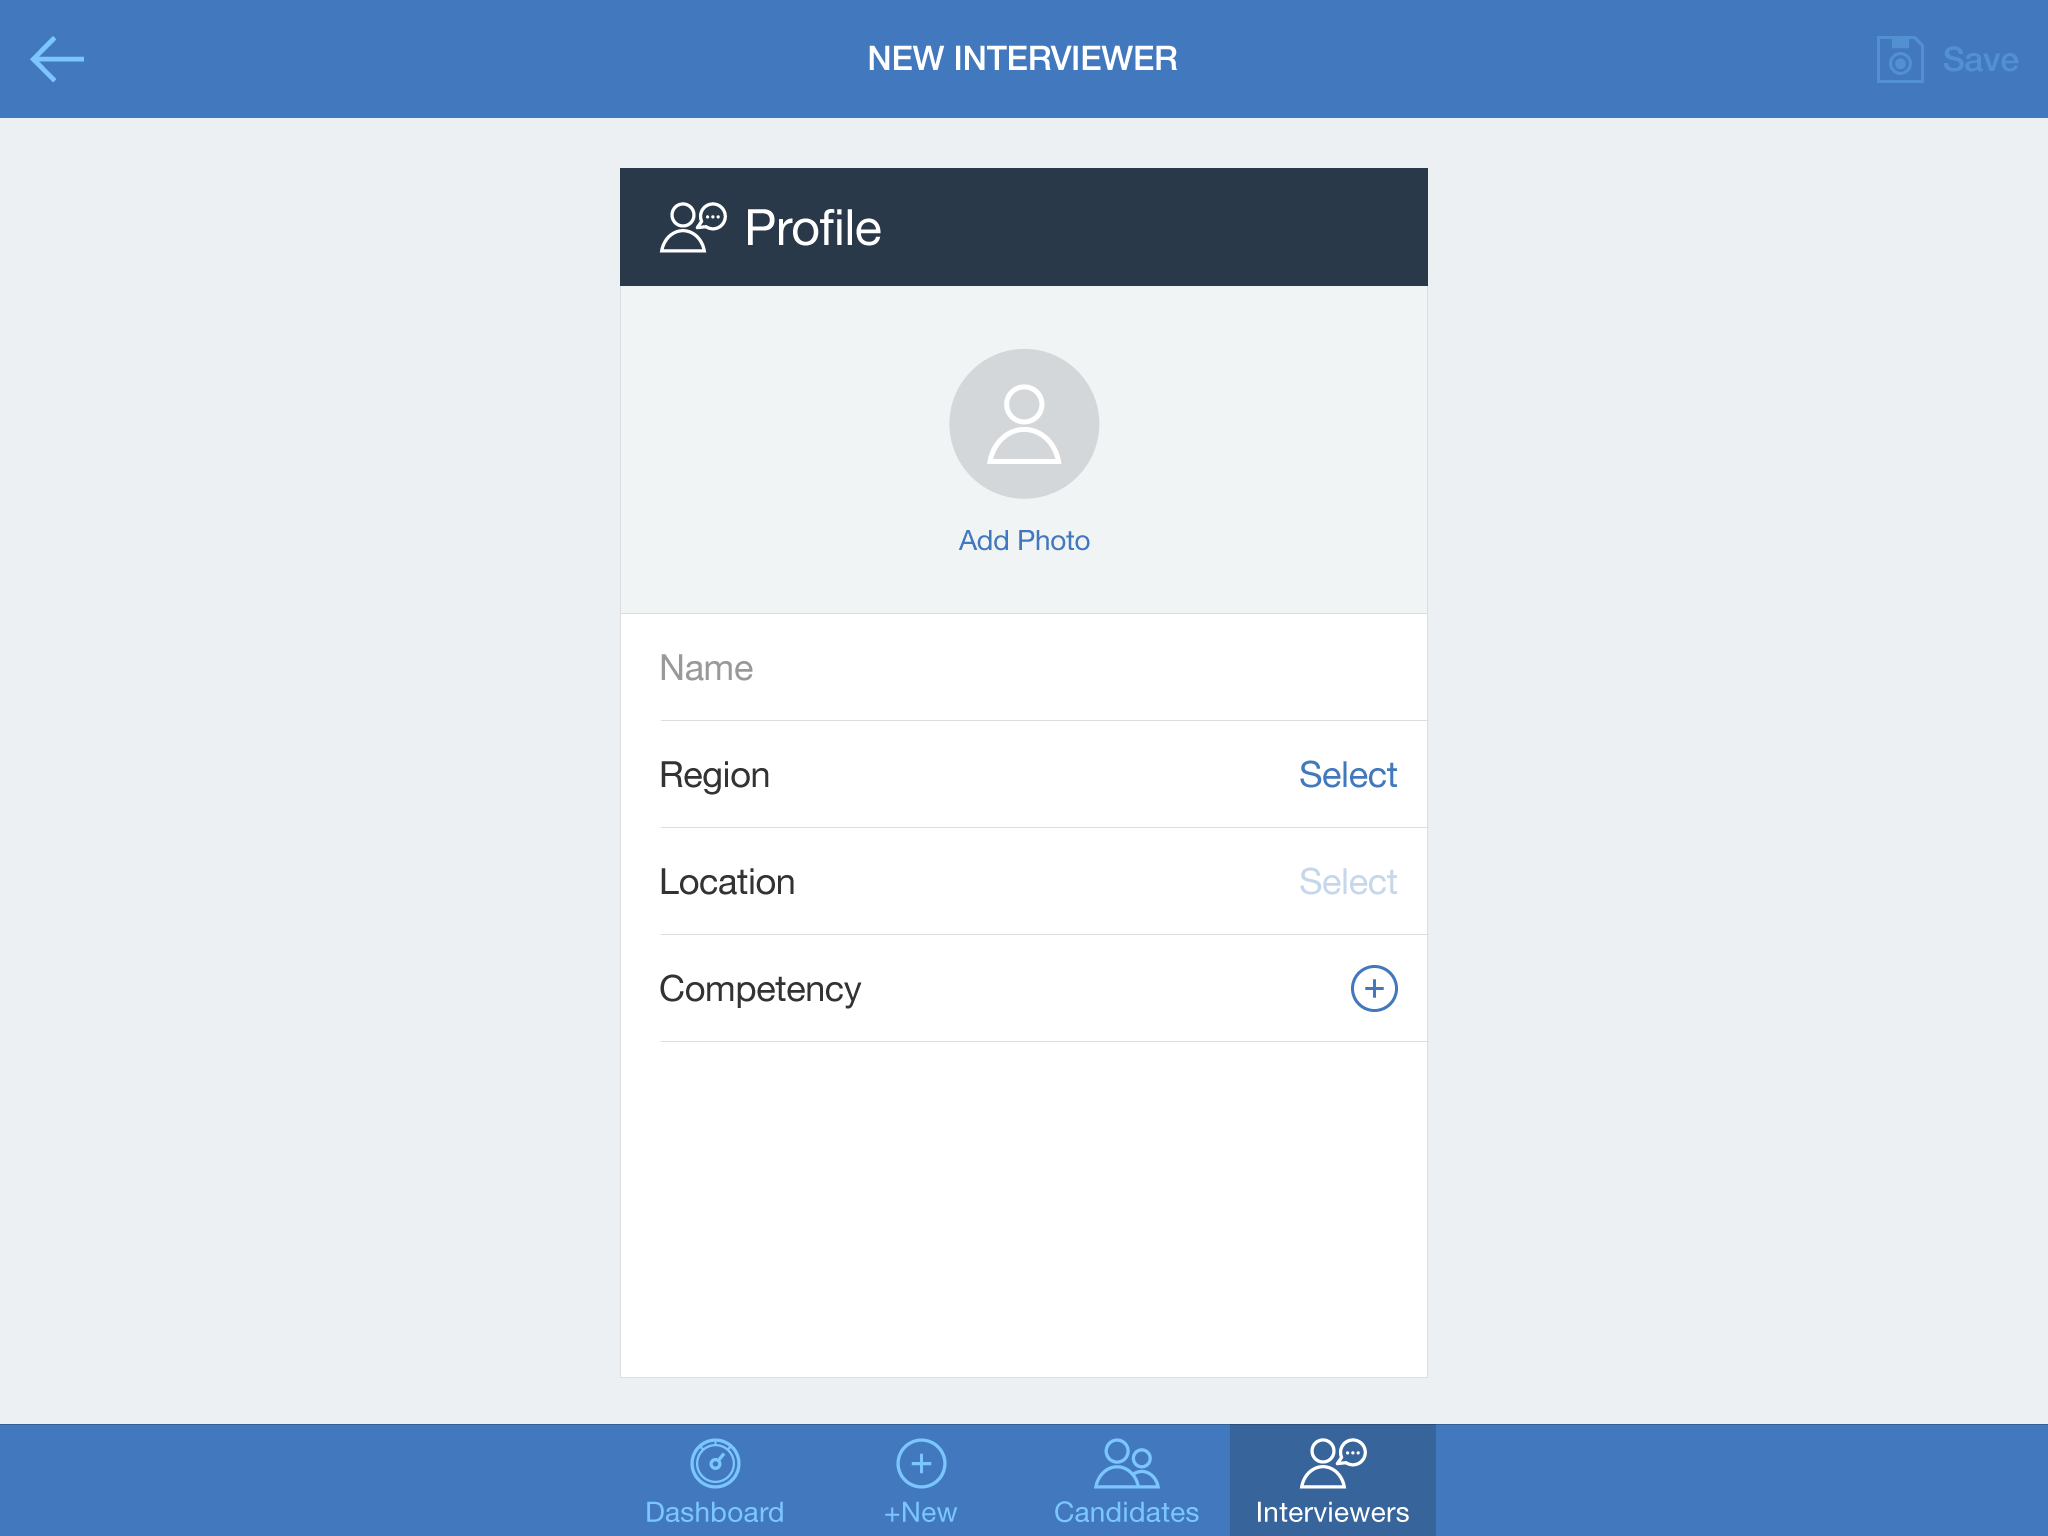 NEW INTERVIEWER
Save
Profile
Add Photo
Name
Region
Select
Location
Select
Competency
Dashboard
+New
Candidates
Interviewers